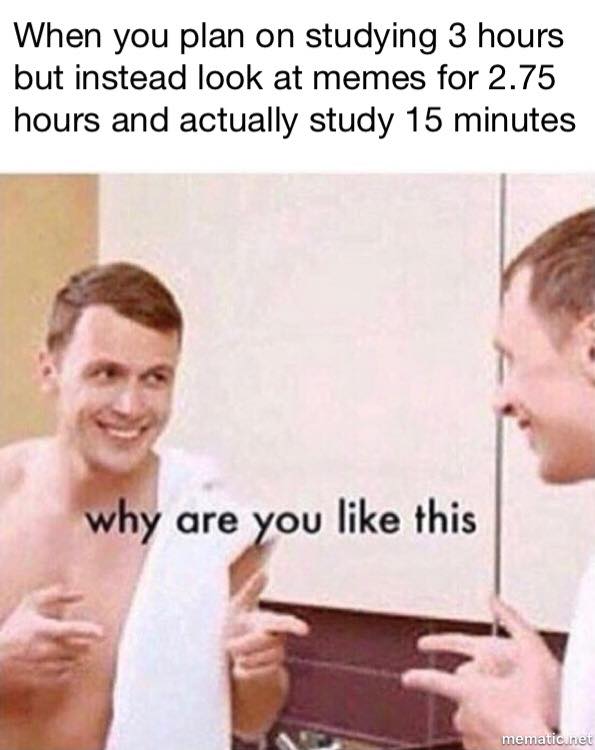 When you plan on studying 3 hours
but instead look at memes for 2.75
hours and actually study 15 minutes
why are you like this
mematic.net